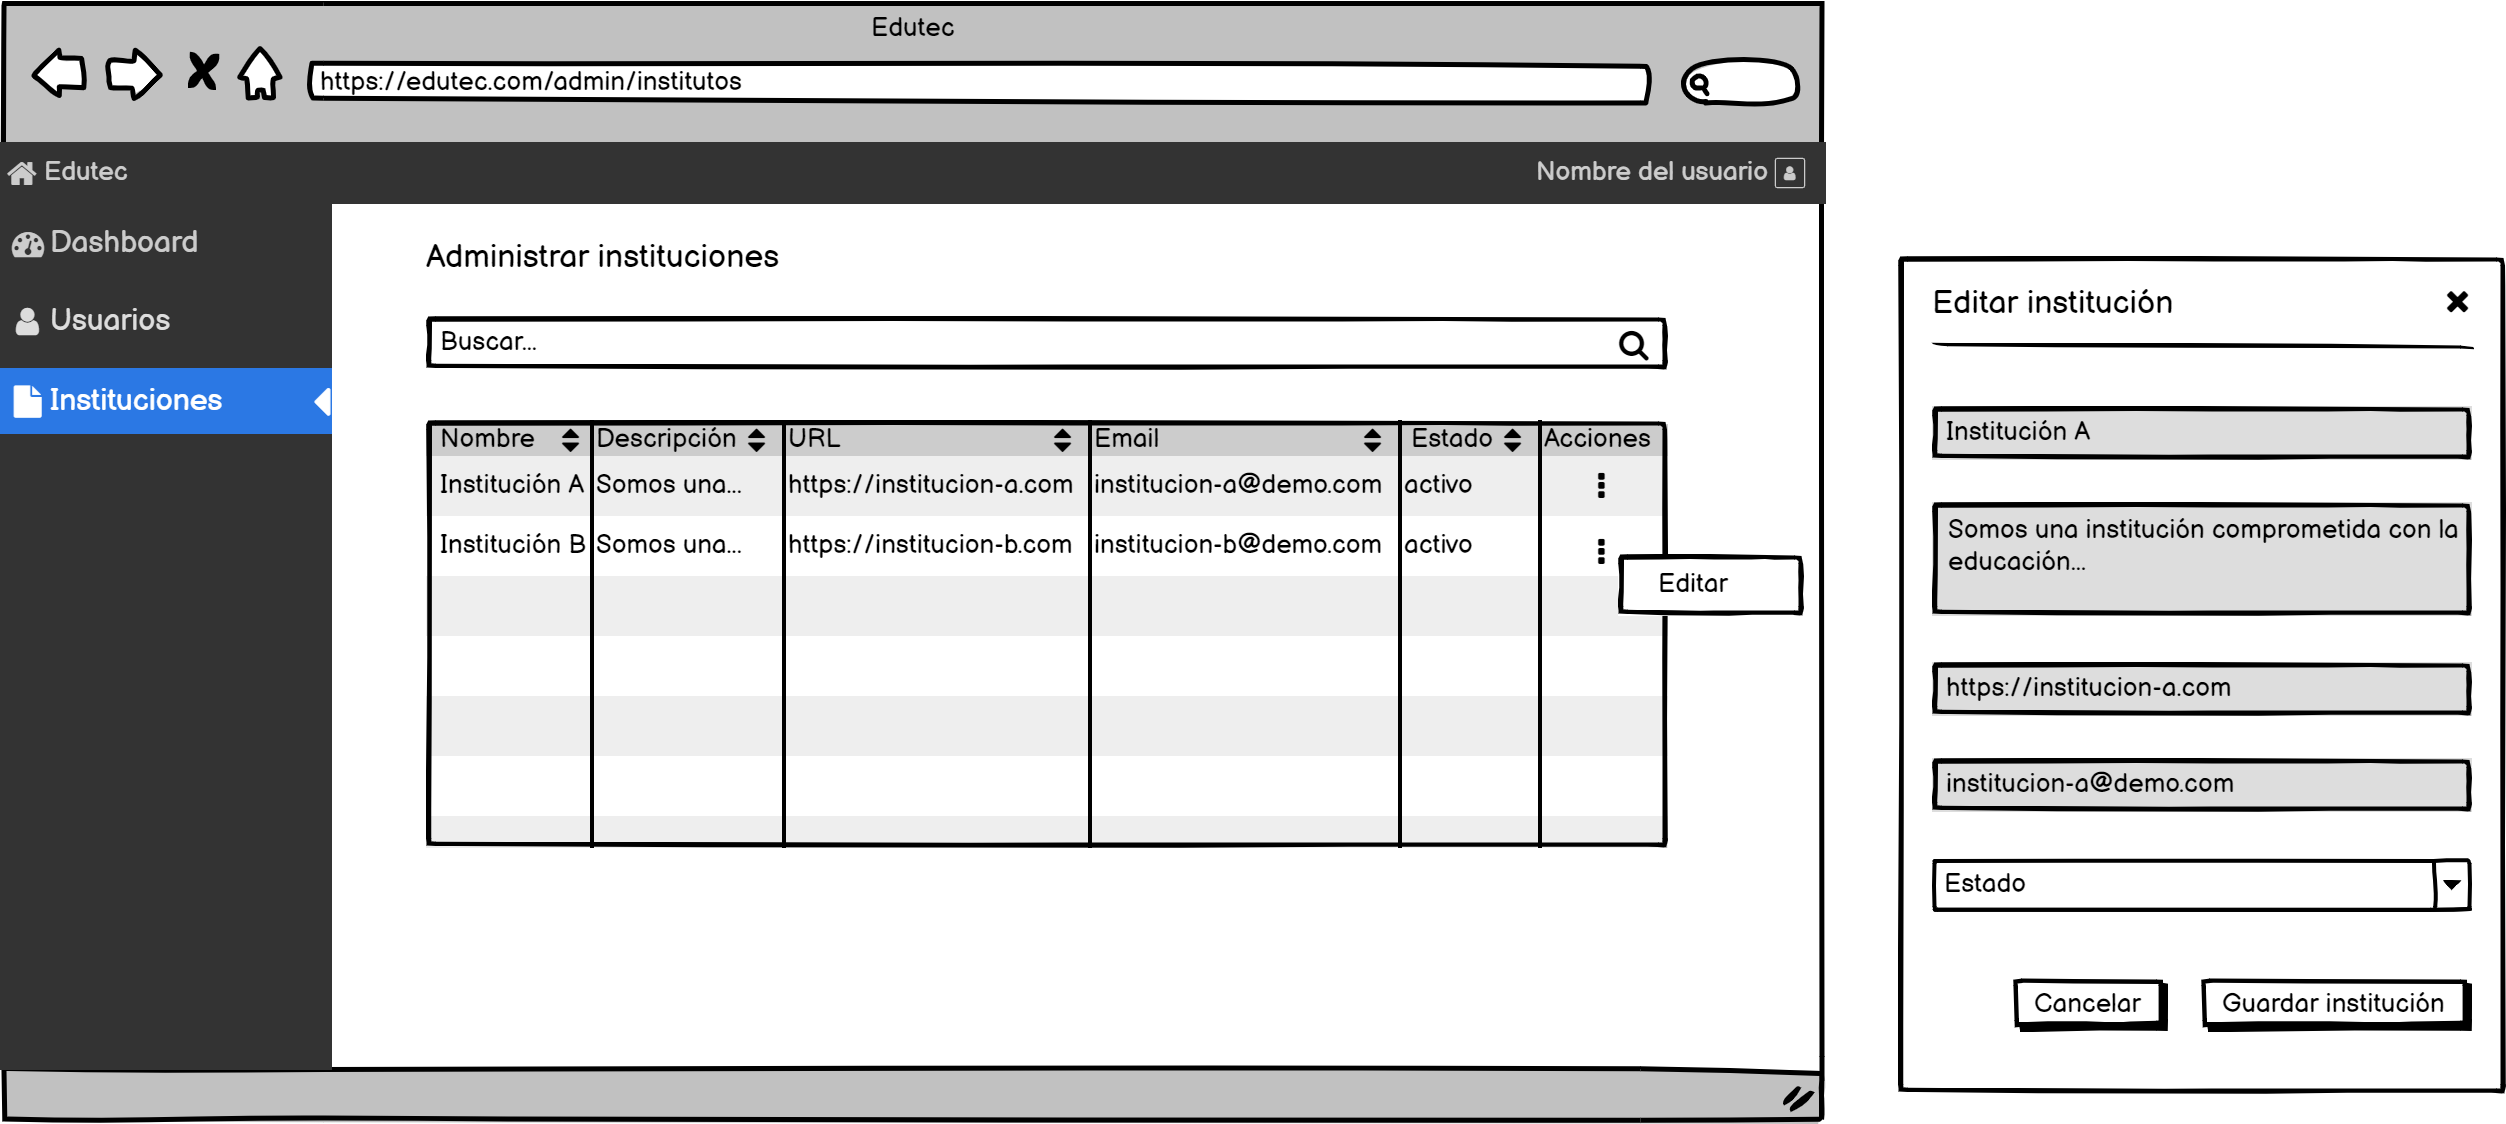 Edutec
https://edutec.com/admin/institutos
Edutec
Nombre del usuario
Dashboard
Usuarios
Instituciones
Administrar instituciones
Buscar...
Nombre Descripción URL Email Estado Acciones
Institución A Somos una... https://institucion-a.com institucion-a@demo.com activo
Institución B Somos una... https://institucion-b.com institucion-b@demo.com activo
Editar
Editar institución
Institución A
Somos una institución comprometida con la
educación...
https://institucion-a.com
institucion-a@demo.com
Estado
Cancelar
Guardar institución